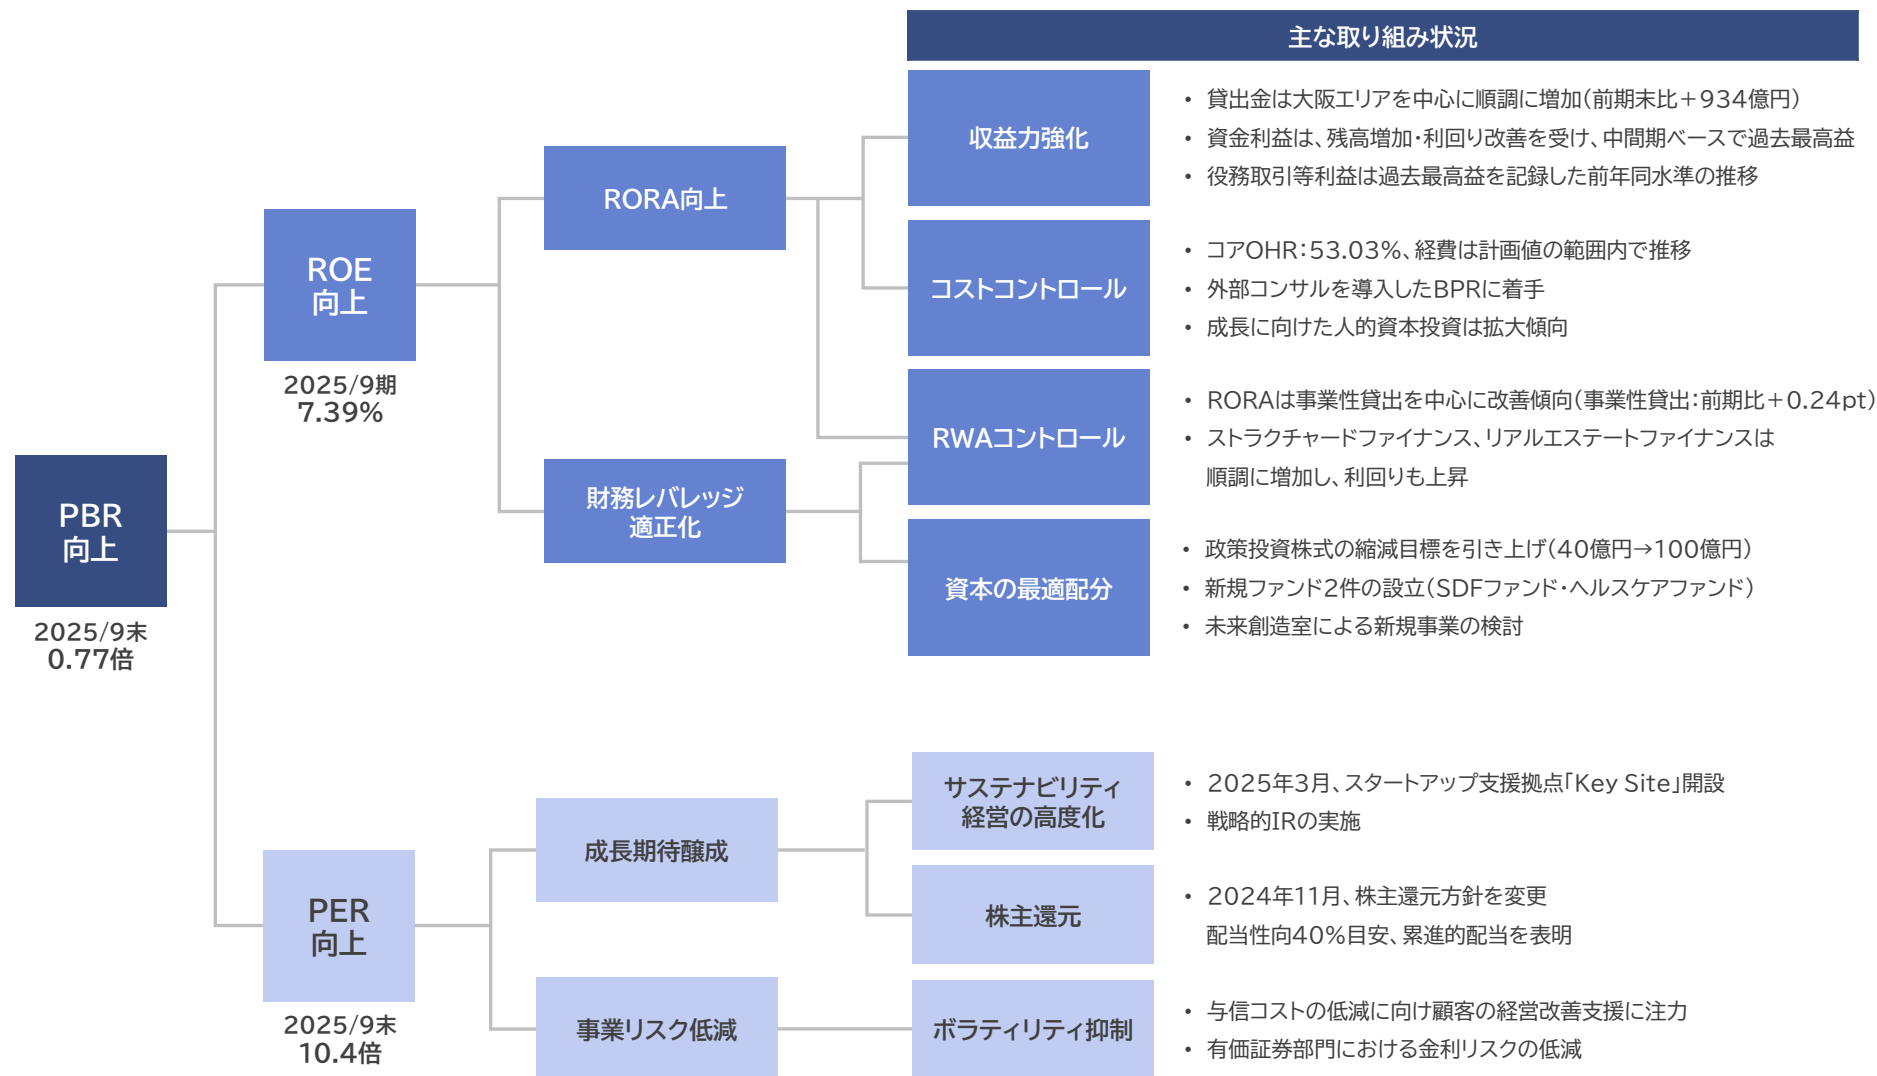 主な取り組み状況
PBR
向上
2025/9末
0.77倍
ROE
向上
2025/9期
7.39%
RORA向上
収益力強化
• 貸出金は大阪エリアを中心に順調に増加(前期末比+934億円)
• 資金利益は、残高増加・利回り改善を受け、中間期ベースで過去最高益
• 役務取引等利益は過去最高益を記録した前年同水準の推移
コストコントロール
• コアOHR:53.03%、経費は計画値の範囲内で推移
• 外部コンサルを導入したBPRに着手
• 成長に向けた人的資本投資は拡大傾向
RWAコントロール
• RORAは事業性貸出を中心に改善傾向(事業性貸出:前期比+0.24pt)
• ストラクチャードファイナンス、リアルエステートファイナンスは
順調に増加し、利回りも上昇
財務レバレッジ
適正化
資本の最適配分
• 政策投資株式の縮減目標を引き上げ(40億円→100億円)
• 新規ファンド2件の設立(SDFファンド・ヘルスケアファンド)
• 未来創造室による新規事業の検討
PER
向上
2025/9末
10.4倍
成長期待醸成
サステナビリティ
経営の高度化
• 2025年3月、スタートアップ支援拠点「Key Site」開設
• 戦略的IRの実施
株主還元
• 2024年11月、株主還元方針を変更
配当性向40%目安、累進的配当を表明
事業リスク低減
ボラティリティ抑制
• 与信コストの低減に向け顧客の経営改善支援に注力
• 有価証券部門における金利リスクの低減